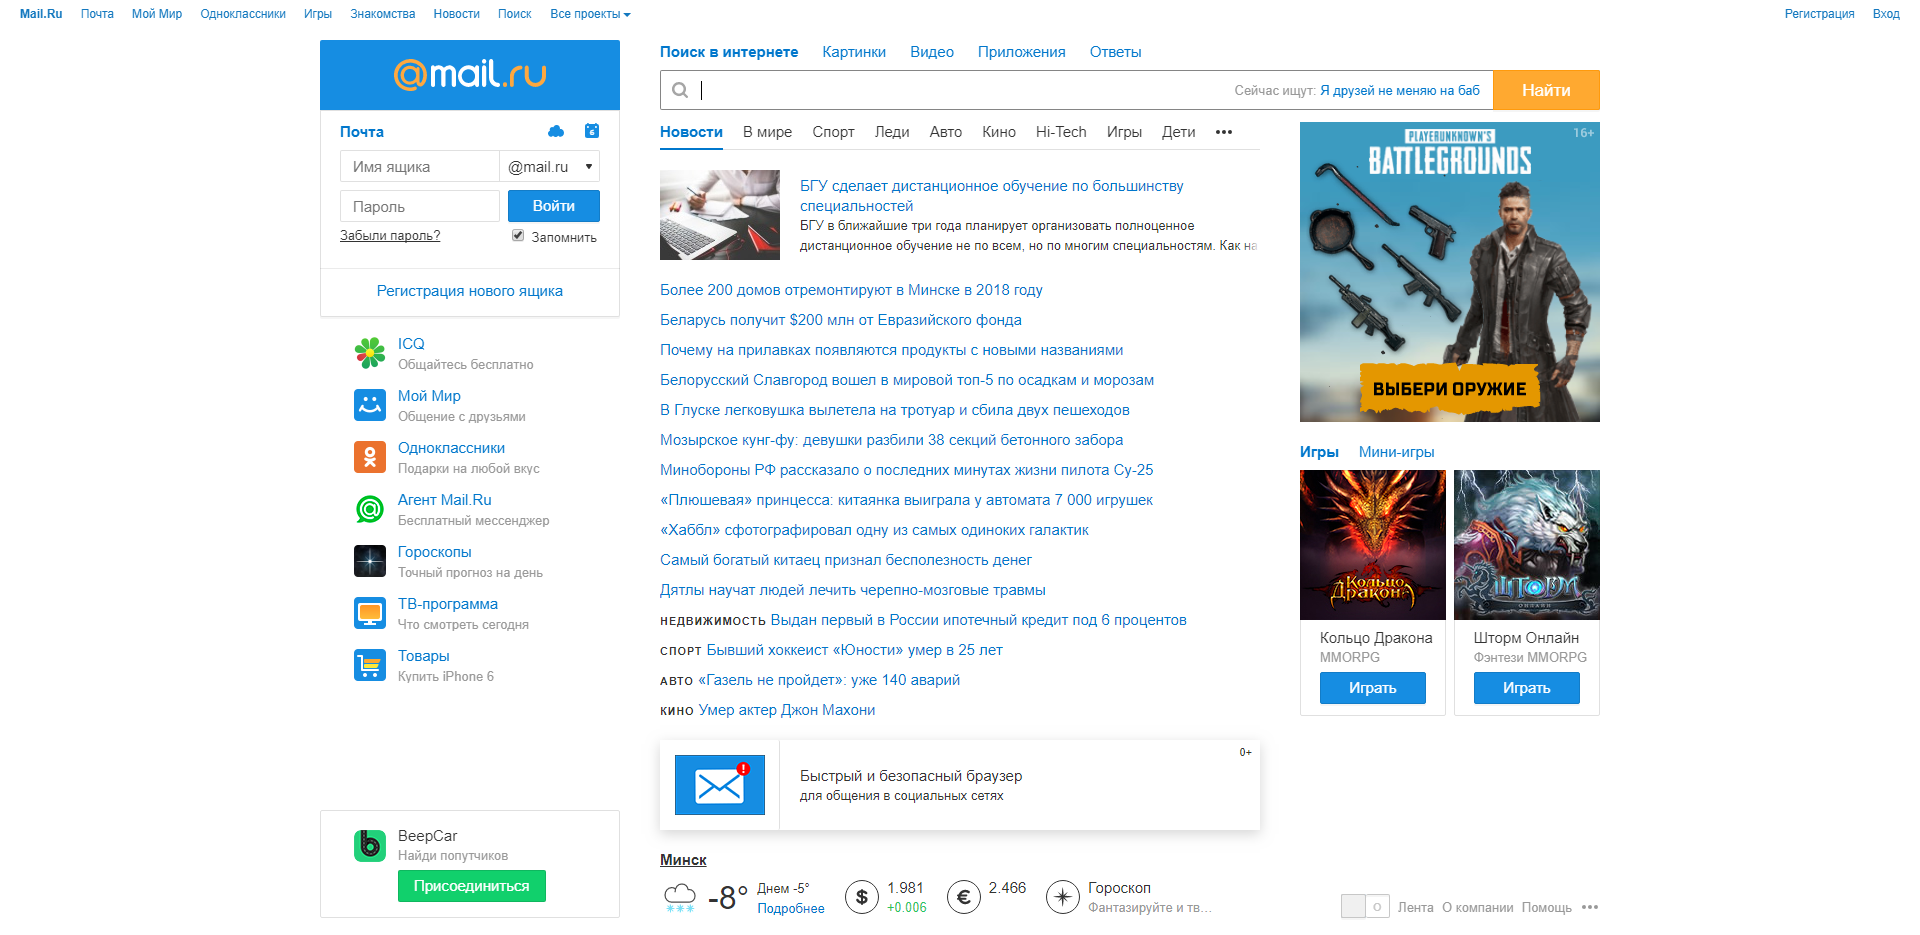 Mail.Ru Почта Мой Мир Одноклассники Игры Знакомства Новости Поиск Все проекты
Регистрация Вход
@mail.ru
Почта
6
Имя ящика
@mail.ru
Пароль
Войти
Забыли пароль?
Запомнить
Регистрация нового ящика
ICQ
Общайтесь бесплатно
Мой Мир
Общение с друзьями
Одноклассники
Подарки на любой вкус
Агент Mail.Ru
Бесплатный мессенджер
Гороскопы
Точный прогноз на день
ТВ-программа
Что смотреть сегодня
Товары
Купить iPhone 6
BeepCar
Найди попутчиков
Присоединиться
Поиск в интернете Картинки Видео Приложения Ответы
Сейчас ищут: Я друзей не меняю на баб
Найти
Новости В мире Спорт Леди Авто Кино Hi-Tech Игры Дети •••
БГУ сделает дистанционное обучение по большинству
специальностей
БГУ в ближайшие три года планирует организовать полноценное
дистанционное обучение не по всем, но по многим специальностям. Как на
Более 200 домов отремонтируют в Минске в 2018 году
Беларусь получит $200 млн от Евразийского фонда
Почему на прилавках появляются продукты с новыми названиями
Белорусский Славгород вошел в мировой топ-5 по осадкам и морозам
В Глуске легковушка вылетела на тротуар и сбила двух пешеходов
Мозырское кунг-фу: девушки разбили 38 секций бетонного забора
Минобороны РФ рассказало о последних минутах жизни пилота Су-25
«Плюшевая» принцесса: китаянка выиграла у автомата 7 000 игрушек
«Хаббл» сфотографировал одну из самых одиноких галактик
Самый богатый китаец признал бесполезность денег
Дятлы научат людей лечить черепно-мозговые травмы
НЕДВИЖИМОСТЬ Выдан первый в России ипотечный кредит под 6 процентов
СПОРТ Бывший хоккеист «Юности» умер в 25 лет
АВТО «Газель не пройдет»: уже 140 аварий
КИНО Умер актер Джон Махони
!
Быстрый и безопасный браузер
для общения в социальных сетях
0+
Минск
-8°
Днем -5°
Подробнее
$
1.981
+0.006
€
2.466
Гороскоп
Фантазируйте и тв...
PLAYERUNKNOWN'S
BATTLEGROUNDS
16+
ВЫБЕРИ ОРУЖИЕ
Игры Мини-игры
Кольцо
Дракона
Кольцо Дракона
MMORPG
Играть
ШТОРМ
ОНЛАЙН
Шторм Онлайн
Фэнтези MMORPG
Играть
Лента О компании Помощь •••